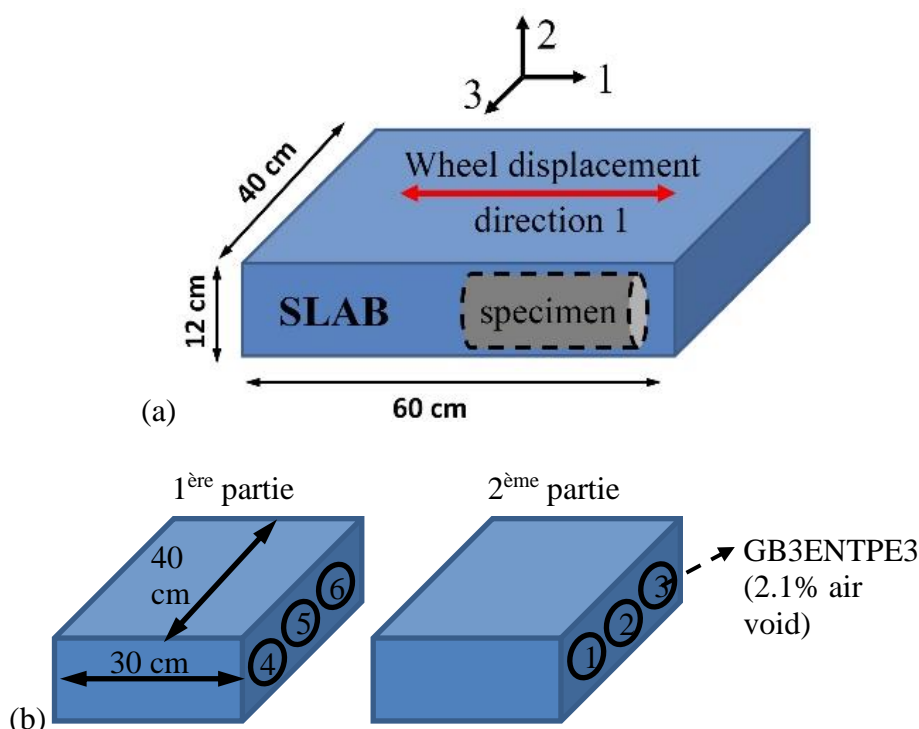 2
1
3
40 cm
Wheel displacement
direction 1
12 cm
SLAB
specimen
60 cm
(a)
1ère partie
2ème partie
40
cm
30 cm
4
5
6
1
2
3
GB3ENTPE3
(2.1% air
void)
(b)